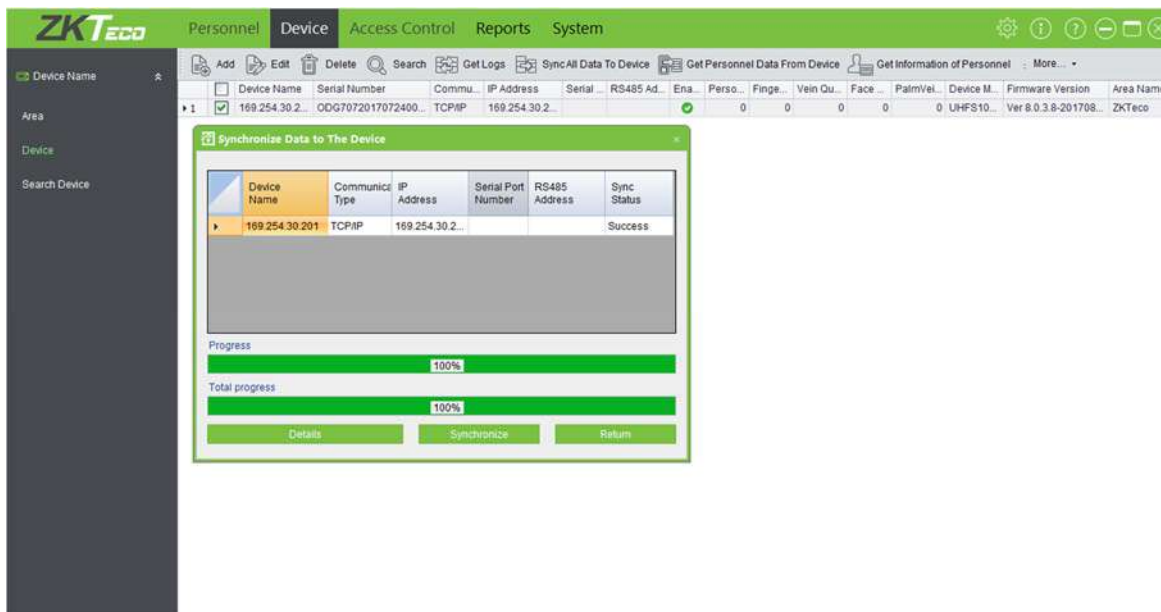 ZKTeco Personnel Device Access Control Reports System
Device Name
Area
Device
Search Device
Add Edit Delete Search Get Logs Sync All Data To Device Get Personnel Data From Device Get Information of Personnel More...
Device Name Serial Number Commu... IP Address Serial ... RS485 Ad... Ena... Perso... Finge... Vein Qu... Face ... PalmVei... Device M... Firmware Version Area Name
1 169.254.30.2... ODG7072017072400... TCP/IP 169.254.30.2... 0 0 0 0 0 UHFS10... Ver 8.0.3.8-201708... ZKTeco
Synchronize Data to The Device
Device Name Communica Type IP Address Serial Port Number RS485 Address Sync Status
169.254.30.201 TCP/IP 169.254.30.2... Success
Progress
100%
Total progress
100%
Details Synchronize Return